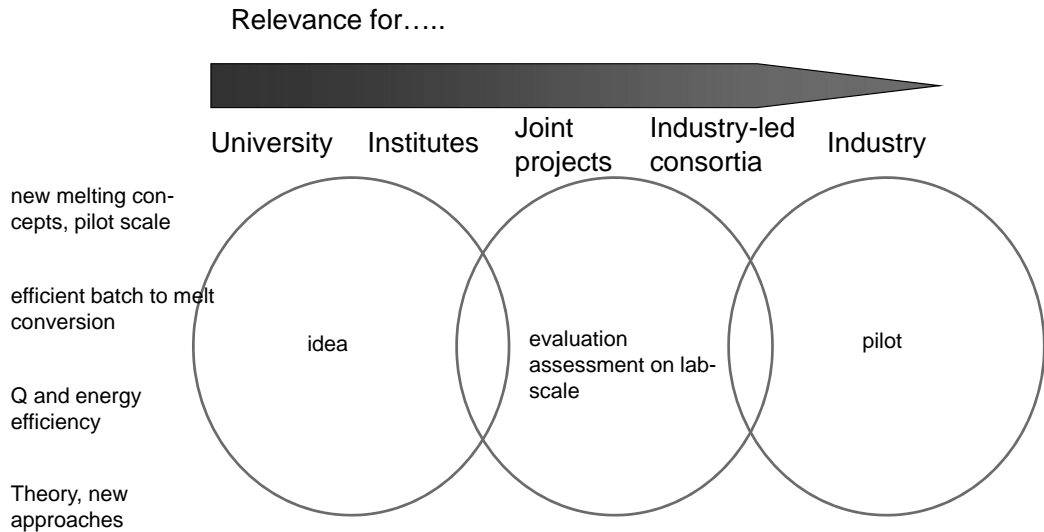 Relevance for…..
University
Institutes
Joint
projects
Industry-led
consortia
Industry
new melting con-
cepts, pilot scale
efficient batch to melt
conversion
Q and energy
efficiency
Theory, new
approaches
idea
evaluation
assessment on lab-
scale
pilot